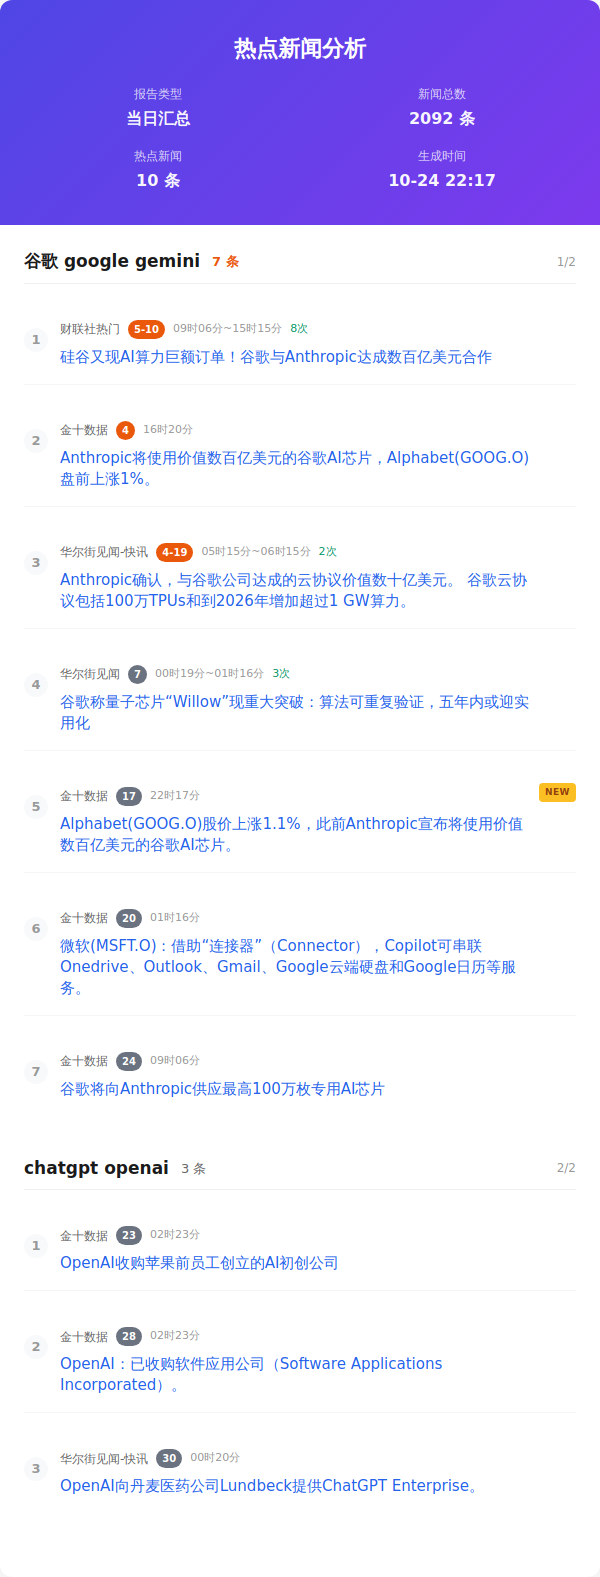 热点新闻分析
报告类型
新闻总数
当日汇总
2092 条
热点新闻
生成时间
10 条
10-24 22:17
谷歌 google gemini 7 条 1/2
1 财联社热门 5-10 09时06分~15时15分 8次
硅谷又现AI算力巨额订单！谷歌与Anthropic达成数百亿美元合作
2 金十数据 4 16时20分
Anthropic将使用价值数百亿美元的谷歌AI芯片，Alphabet(GOOG.O)
盘前上涨1%。
3 华尔街见闻-快讯 4-19 05时15分~06时15分 2次
Anthropic确认，与谷歌公司达成的云协议价值数十亿美元。 谷歌云协
议包括100万TPUs和到2026年增加超过1 GW算力。
4 华尔街见闻 7 00时19分~01时16分 3次
谷歌称量子芯片“Willow”现重大突破：算法可重复验证，五年内或迎实
用化
5 金十数据 17 22时17分 NEW
Alphabet(GOOG.O)股价上涨1.1%，此前Anthropic宣布将使用价值
数百亿美元的谷歌AI芯片。
6 金十数据 20 01时16分
微软(MSFT.O)：借助“连接器”（Connector），Copilot可串联
Onedrive、Outlook、Gmail、Google云端硬盘和Google日历等服
务。
7 金十数据 24 09时06分
谷歌将向Anthropic供应最高100万枚专用AI芯片
chatgpt openai 3 条 2/2
1 金十数据 23 02时23分
OpenAI收购苹果前员工创立的AI初创公司
2 金十数据 28 02时23分
OpenAI：已收购软件应用公司（Software Applications
Incorporated）。
3 华尔街见闻-快讯 30 00时20分
OpenAI向丹麦医药公司Lundbeck提供ChatGPT Enterprise。